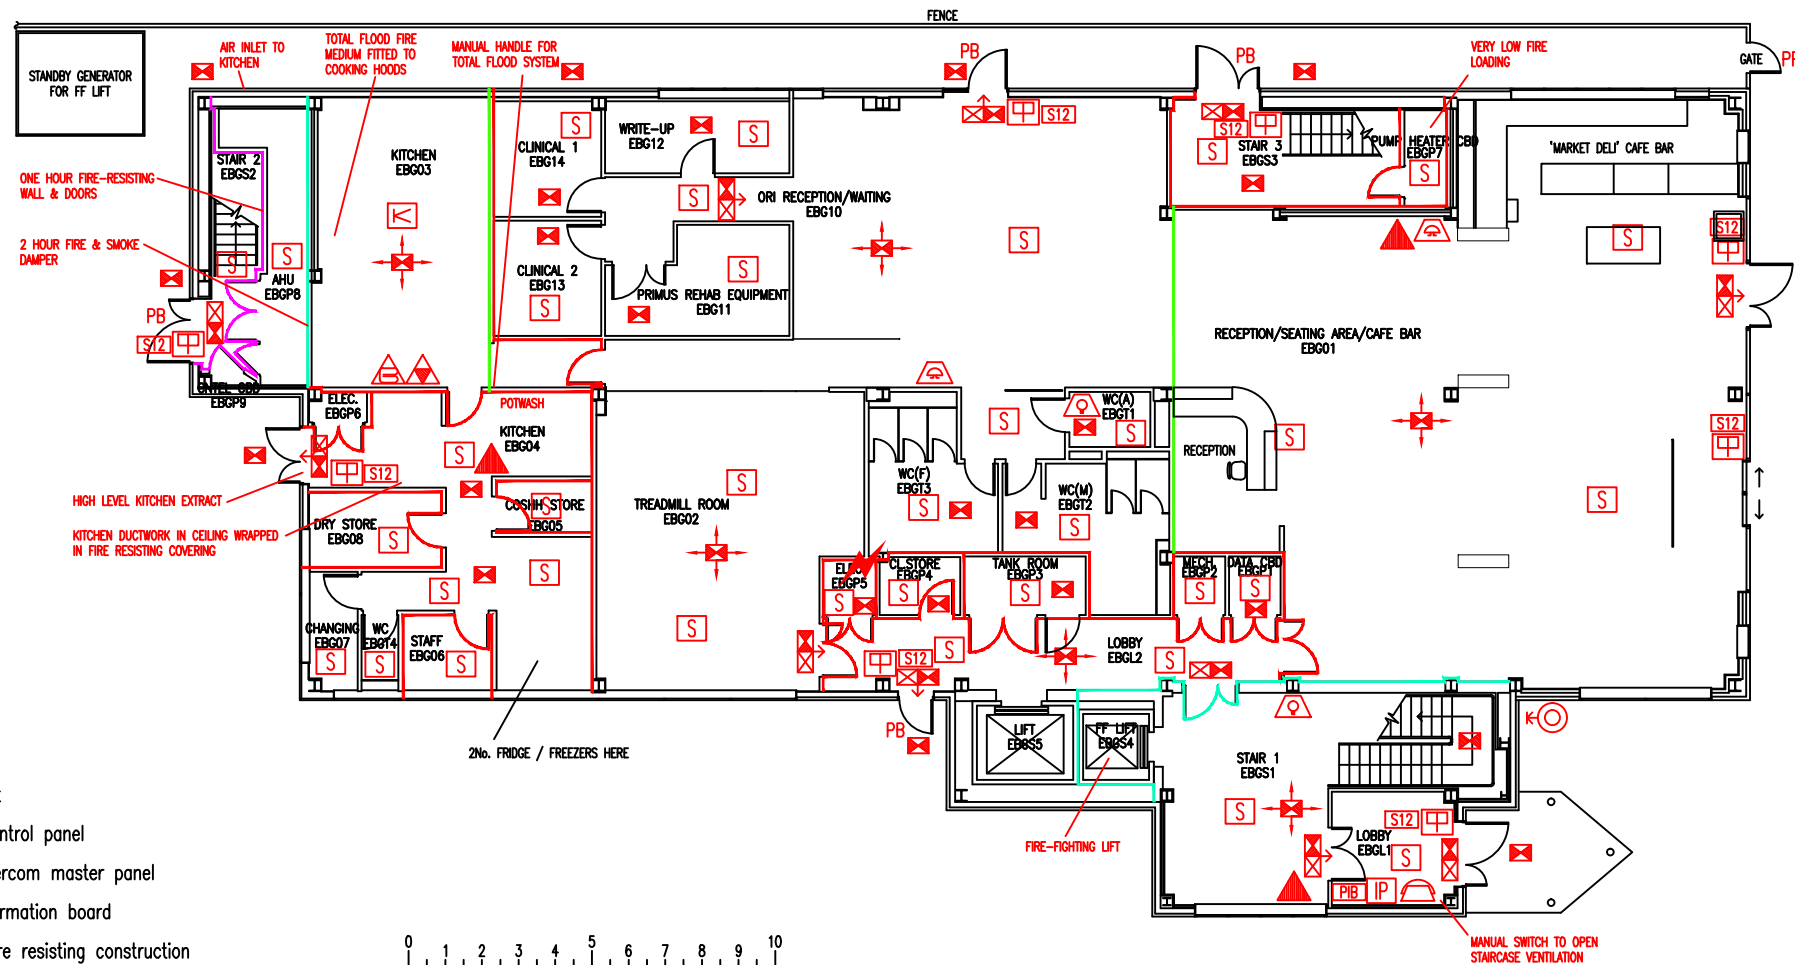 FENCE
STANDBY GENERATOR
FOR FF LIFT
AIR INLET TO
KITCHEN
TOTAL FLOOD FIRE
MEDIUM FITTED TO
COOKING HOODS
MANUAL HANDLE FOR
TOTAL FLOOD SYSTEM
PB
PB
VERY LOW FIRE
LOADING
GATE
STAIR 2
EBGS2
KITCHEN
EBG03
CLINICAL 1
EBG14
S
WRITE-UP
EBG12
S
S12
S12
S
STAIR 3
EBGS3
PUMP HEATER CBD
EBGP7
S
'MARKET DELI' CAFE BAR
ONE HOUR FIRE-RESISTING
WALL & DOORS
2 HOUR FIRE & SMOKE
DAMPER
K
S
ORI RECEPTION/WAITING
EBG10
S
S
S
S
AHU
EBGP8
CLINICAL 2
EBG13
S
S
PRIMUS REHAB EQUIPMENT
EBG11
S12
PB
S12
RECEPTION/SEATING AREA/CAFE BAR
EBG01
CNTEL CBD
EBGP9
ELEC.
EBGP6
POTWASH
KITCHEN
EBG04
S
S12
WC(A)
EBGT1
S
S
S
RECEPTION
S12
HIGH LEVEL KITCHEN EXTRACT
KITCHEN DUCTWORK IN CEILING WRAPPED
IN FIRE RESISTING COVERING
DRY STORE
EBG08
S
COSHH STORE
EBG05
S
TREADMILL ROOM
EBG02
S
WC(F)
EBGT3
S
WC(M)
EBGT2
S
S
S
S
ELEC.
EBGP5
S
CL.STORE
EBGP4
S
TANK ROOM
EBGP3
S
MECH.
EBGP2
S
DATA CBD
EBGP1
S
CHANGING
EBG07
S
WC
EBGT4
S
STAFF
EBG06
S
S
S12
S
LOBBY
EBGL2
S
2No. FRIDGE / FREEZERS HERE
PB
LIFT
EBGS5
FF LIFT
EBGS4
FIRE-FIGHTING LIFT
STAIR 1
EBGS1
S
K
S12
LOBBY
EBGL1
S
PIB
IP
MANUAL SWITCH TO OPEN
STAIRCASE VENTILATION
ntrol panel
ercom master panel
rmation board
re resisting construction
0 1 2 3 4 5 6 7 8 9 10